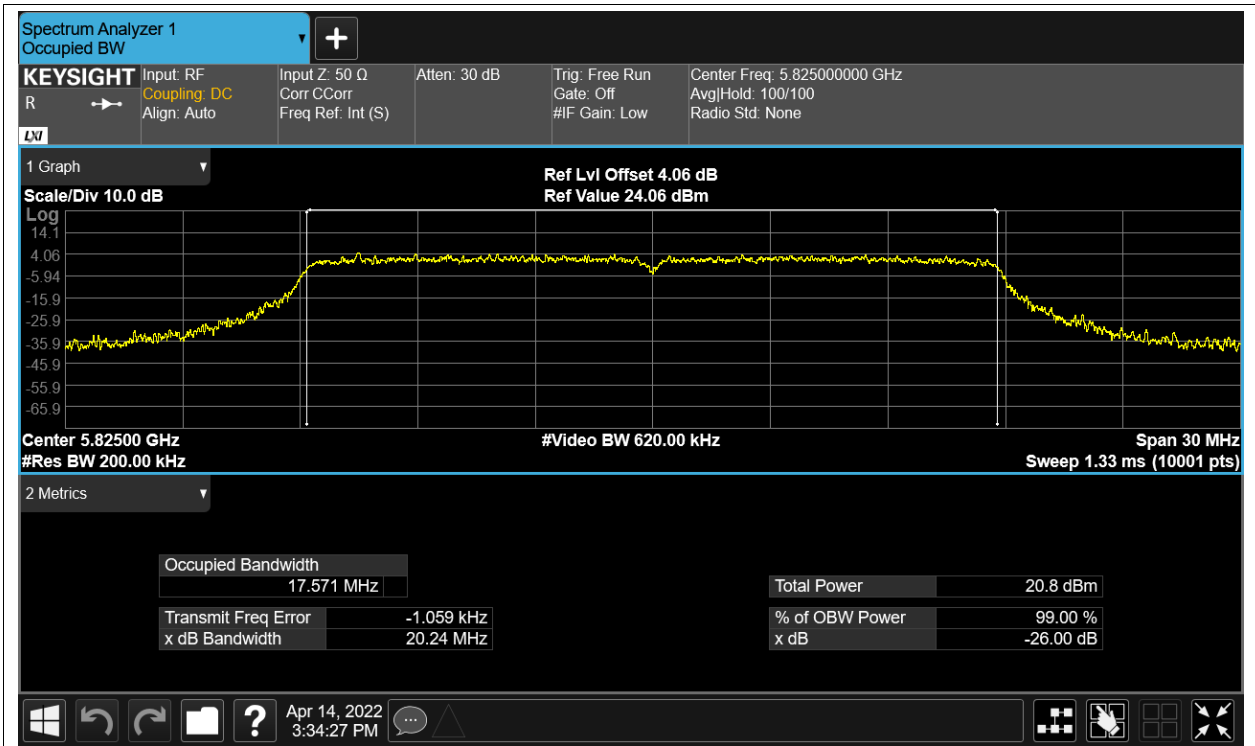 Spectrum Analyzer 1
Occupied BW
KEYSIGHT
R
LXI
Input: RF
Coupling: DC
Align: Auto
Input Z: 50 Ω
Corr CCorr
Freq Ref: Int (S)
Atten: 30 dB
Trig: Free Run
Gate: Off
#IF Gain: Low
Center Freq: 5.825000000 GHz
Avg|Hold: 100/100
Radio Std: None
1 Graph
Ref Lvl Offset 4.06 dB
Scale/Div 10.0 dB
Ref Value 24.06 dBm
Log
14.1
4.06
-5.94
-15.9
-25.9
-35.9
-45.9
-55.9
-65.9
Center 5.82500 GHz
#Video BW 620.00 kHz
Span 30 MHz
#Res BW 200.00 kHz
Sweep 1.33 ms (10001 pts)
2 Metrics
Occupied Bandwidth
17.571 MHz
Total Power 20.8 dBm
Transmit Freq Error -1.059 kHz
% of OBW Power 99.00 %
x dB Bandwidth 20.24 MHz
x dB -26.00 dB
?
Apr 14, 2022
3:34:27 PM